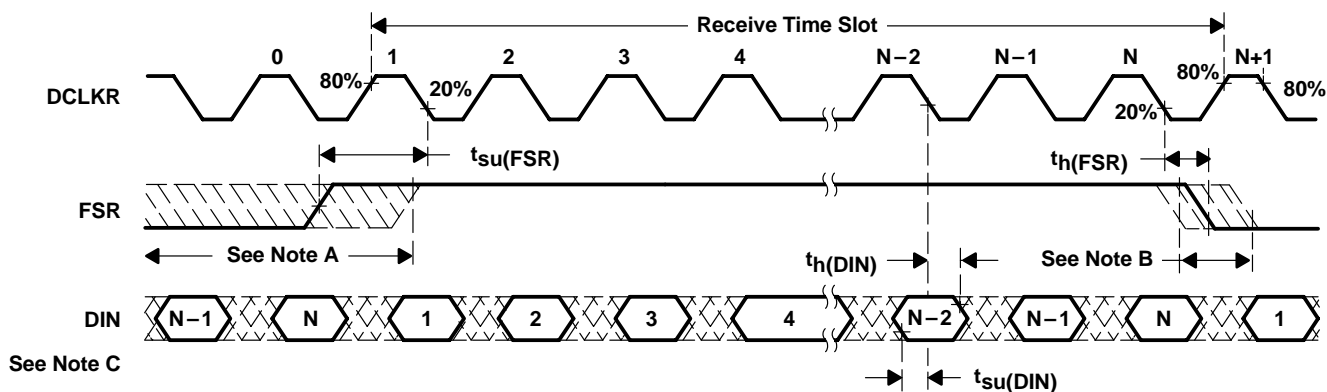 Receive Time Slot
0 1 2 3 4 N−2 N−1 N N+1
80% 20% 80% 80%
DCLKR
20%
tsu(FSR) th(FSR)
FSR
See Note A th(DIN) See Note B
DIN N−1 N 1 2 3 4 N−2 N−1 N 1
See Note C
tsu(DIN)